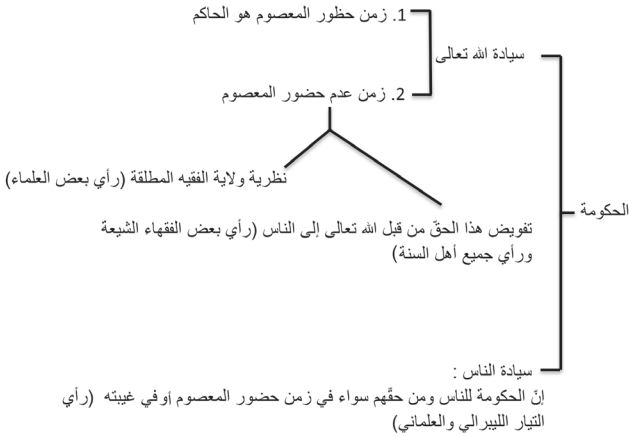 1. زمن حظور المعصوم هو الحاكم
سيادة الله تعالى
2. زمن عدم حضور المعصوم
نظرية ولاية الفقيه المطلقة (رأي بعض العلماء)
الحكومة
تفويض هذا الحقّ من قبل الله تعالى إلى الناس (رأي بعض الفقهاء الشيعة
ورأي جميع أهل السنة)
سيادة الناس :
إنّ الحكومة للناس ومن حقّهم سواء في زمن حضور المعصوم أوفي غيبته (رأي
التيار الليبرالي والعلماني)